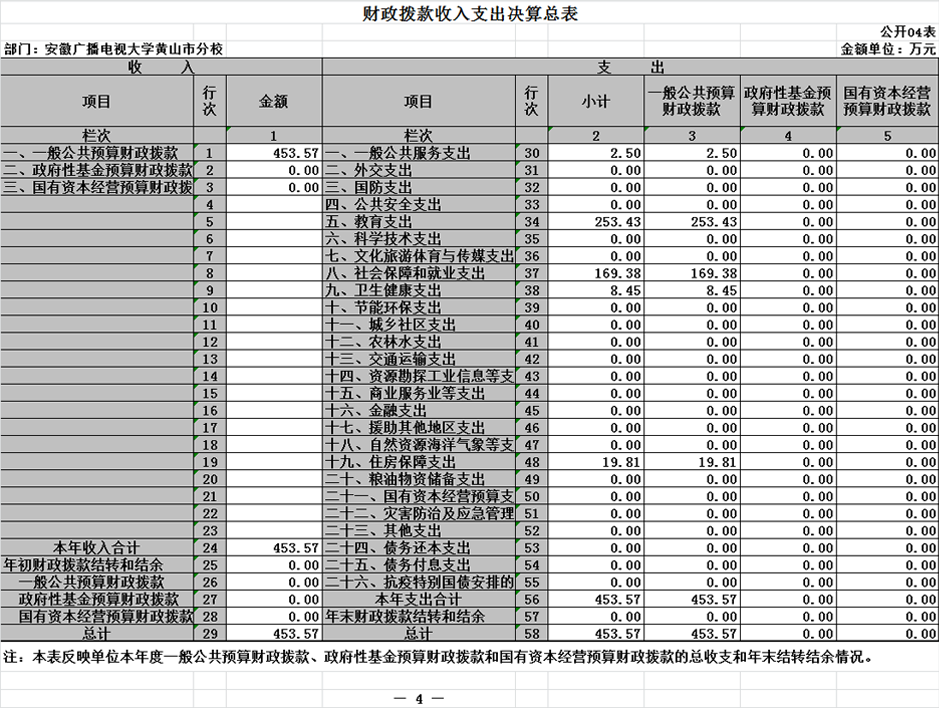 财政拨款收入支出决算总表
公开04表
部门：安徽广播电视大学黄山市分校 金额单位：万元
收 入 支 出
项目 行次 金额 项目 行次 小计 一般公共预算财政拨款 政府性基金预算财政拨款 国有资本经营预算财政拨款
栏次 1 栏次 2 3 4 5
一、一般公共预算财政拨款 1 453.57 一、一般公共服务支出 30 2.50 2.50 0.00 0.00
二、政府性基金预算财政拨款 2 0.00 二、外交支出 31 0.00 0.00 0.00 0.00
三、国有资本经营预算财政拨 3 0.00 三、国防支出 32 0.00 0.00 0.00 0.00
4 四、公共安全支出 33 0.00 0.00 0.00 0.00
5 五、教育支出 34 253.43 253.43 0.00 0.00
6 六、科学技术支出 35 0.00 0.00 0.00 0.00
7 七、文化旅游体育与传媒支出 36 0.00 0.00 0.00 0.00
8 八、社会保障和就业支出 37 169.38 169.38 0.00 0.00
9 九、卫生健康支出 38 8.45 8.45 0.00 0.00
10 十、节能环保支出 39 0.00 0.00 0.00 0.00
11 十一、城乡社区支出 40 0.00 0.00 0.00 0.00
12 十二、农林水支出 41 0.00 0.00 0.00 0.00
13 十三、交通运输支出 42 0.00 0.00 0.00 0.00
14 十四、资源勘探工业信息等支 43 0.00 0.00 0.00 0.00
15 十五、商业服务业等支出 44 0.00 0.00 0.00 0.00
16 十六、金融支出 45 0.00 0.00 0.00 0.00
17 十七、援助其他地区支出 46 0.00 0.00 0.00 0.00
18 十八、自然资源海洋气象等支 47 0.00 0.00 0.00 0.00
19 十九、住房保障支出 48 19.81 19.81 0.00 0.00
20 二十、粮油物资储备支出 49 0.00 0.00 0.00 0.00
21 二十一、国有资本经营预算支 50 0.00 0.00 0.00 0.00
22 二十二、灾害防治及应急管理 51 0.00 0.00 0.00 0.00
23 二十三、其他支出 52 0.00 0.00 0.00 0.00
本年收入合计 24 453.57 二十四、债务还本支出 53 0.00 0.00 0.00 0.00
年初财政拨款结转和结余 25 0.00 二十五、债务付息支出 54 0.00 0.00 0.00 0.00
一般公共预算财政拨款 26 0.00 二十六、抗疫特别国债安排的 55 0.00 0.00 0.00 0.00
政府性基金预算财政拨款 27 0.00 本年支出合计 56 453.57 453.57 0.00 0.00
国有资本经营预算财政拨款 28 0.00 年末财政拨款结转和结余 57 0.00 0.00 0.00 0.00
总计 29 453.57 总计 58 453.57 453.57 0.00 0.00
注：本表反映单位本年度一般公共预算财政拨款、政府性基金预算财政拨款和国有资本经营预算财政拨款的总收支和年末结转结余情况。
— 4 —